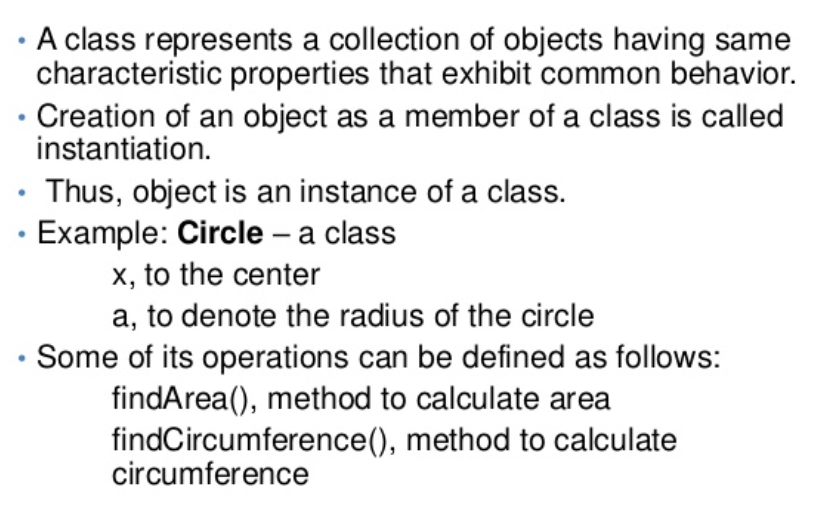 • A class represents a collection of objects having same
characteristic properties that exhibit common behavior.
• Creation of an object as a member of a class is called
instantiation.
• Thus, object is an instance of a class.
• Example: Circle – a class
x, to the center
a, to denote the radius of the circle
• Some of its operations can be defined as follows:
findArea(), method to calculate area
findCircumference(), method to calculate
circumference